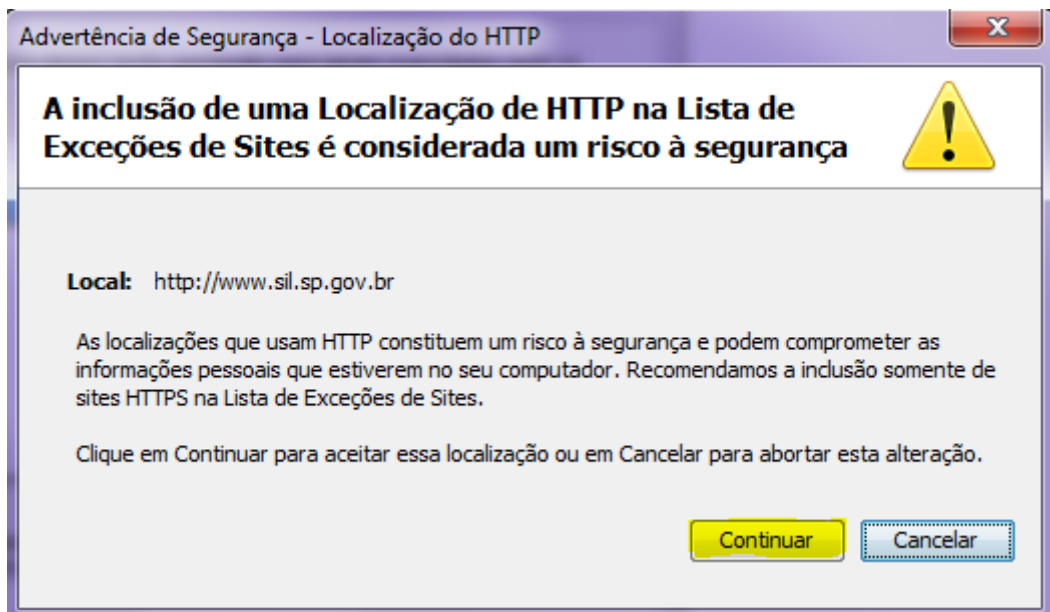 Advertência de Segurança - Localização do HTTP
A inclusão de uma Localização de HTTP na Lista de
Exceções de Sites é considerada um risco à segurança
Local: http://www.sil.sp.gov.br
As localizações que usam HTTP constituem um risco à segurança e podem comprometer as
informações pessoais que estiverem no seu computador. Recomendamos a inclusão somente de
sites HTTPS na Lista de Exceções de Sites.
Clique em Continuar para aceitar essa localização ou em Cancelar para abortar esta alteração.
Continuar Cancelar